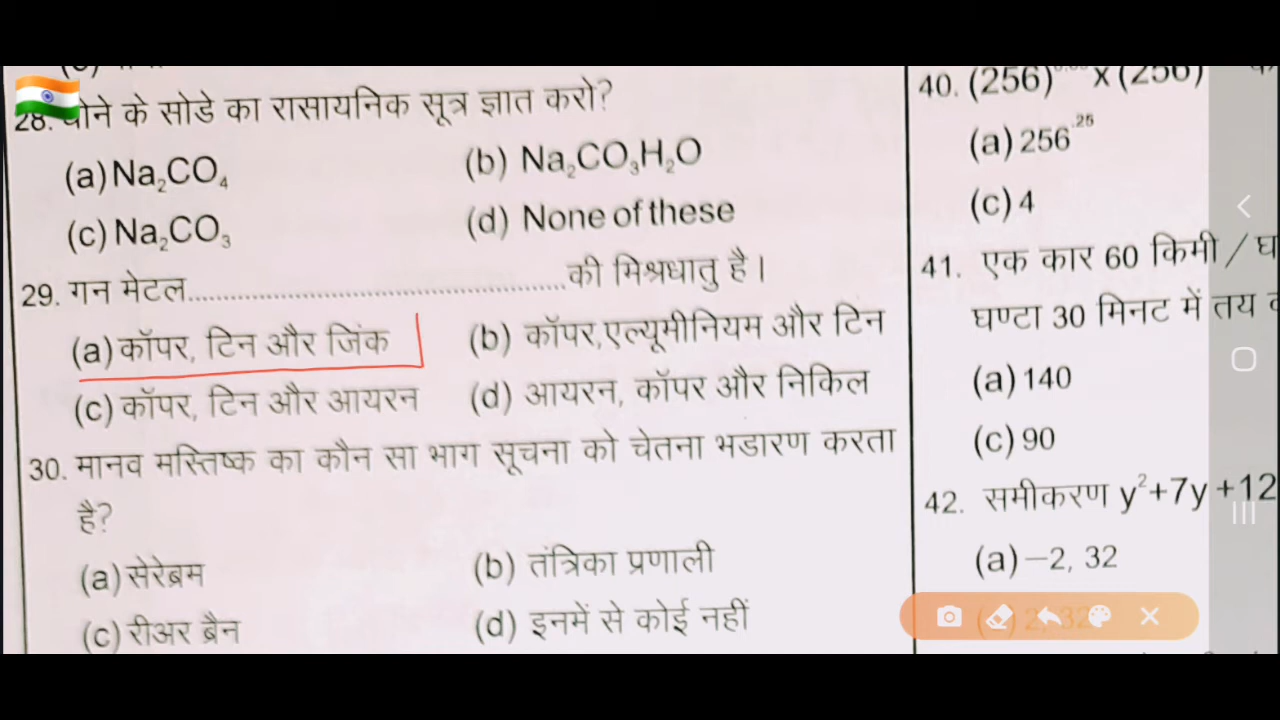 28. धोने के सोडे का रासायनिक सूत्र ज्ञात करो?
(a) Na₂CO₄
(b) Na₂CO₃H₂O
(c) Na₂CO₃
(d) None of these
29. गन मेटल................................................की मिश्रधातु है।
(a) कॉपर, टिन और जिंक
(b) कॉपर,एल्यूमीनियम और टिन
(c) कॉपर, टिन और आयरन
(d) आयरन, कॉपर और निकिल
30. मानव मस्तिष्क का कौन सा भाग सूचना को चेतना भडारण करता
है?
(a) सेरेब्रम
(b) तंत्रिका प्रणाली
(c) रीअर ब्रैन
(d) इनमें से कोई नहीं
40. (256) x (256)
(a) 256^.25
(c) 4
41. एक कार 60 किमी /
घण्टा 30 मिनट में तय
(a) 140
(c) 90
42. समीकरण y²+7y+12
(a) –2, 32